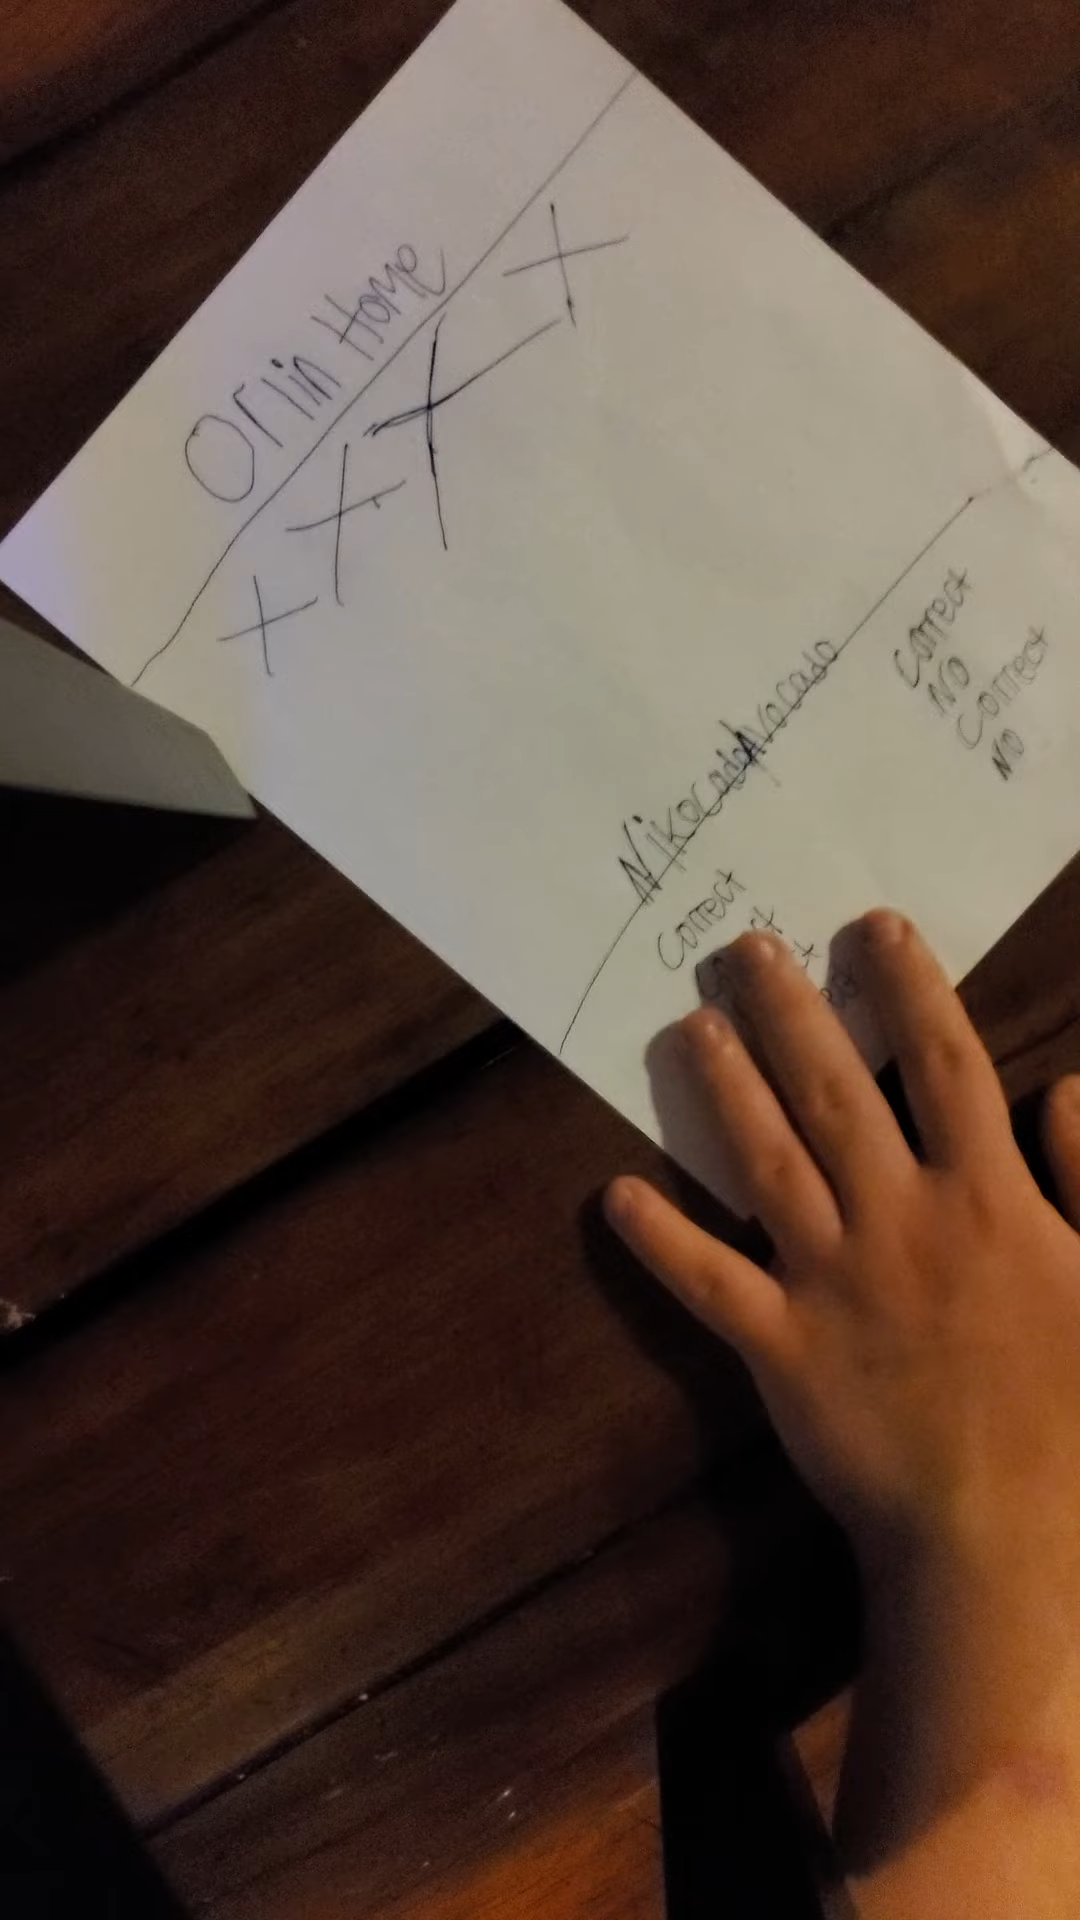 Orlin Home
X X X X
Nikocado Avocado
Correct
Correct
NO
Correct
NO